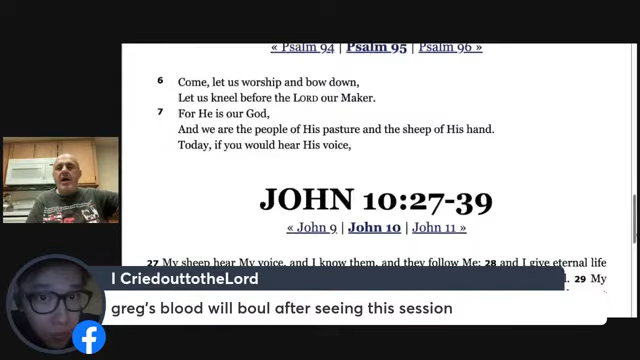 « Psalm 94 | Psalm 95 | Psalm 96 »
6 Come, let us worship and bow down,
Let us kneel before the LORD our Maker.
7 For He is our God,
And we are the people of His pasture and the sheep of His hand.
Today, if you would hear His voice,
JOHN 10:27-39
« John 9 | John 10 | John 11 »
27 My sheep hear My voice, and I know them, and they follow Me; 28 and I give eternal life
29 My
I CriedouttotheLord
greg's blood will boul after seeing this session
f